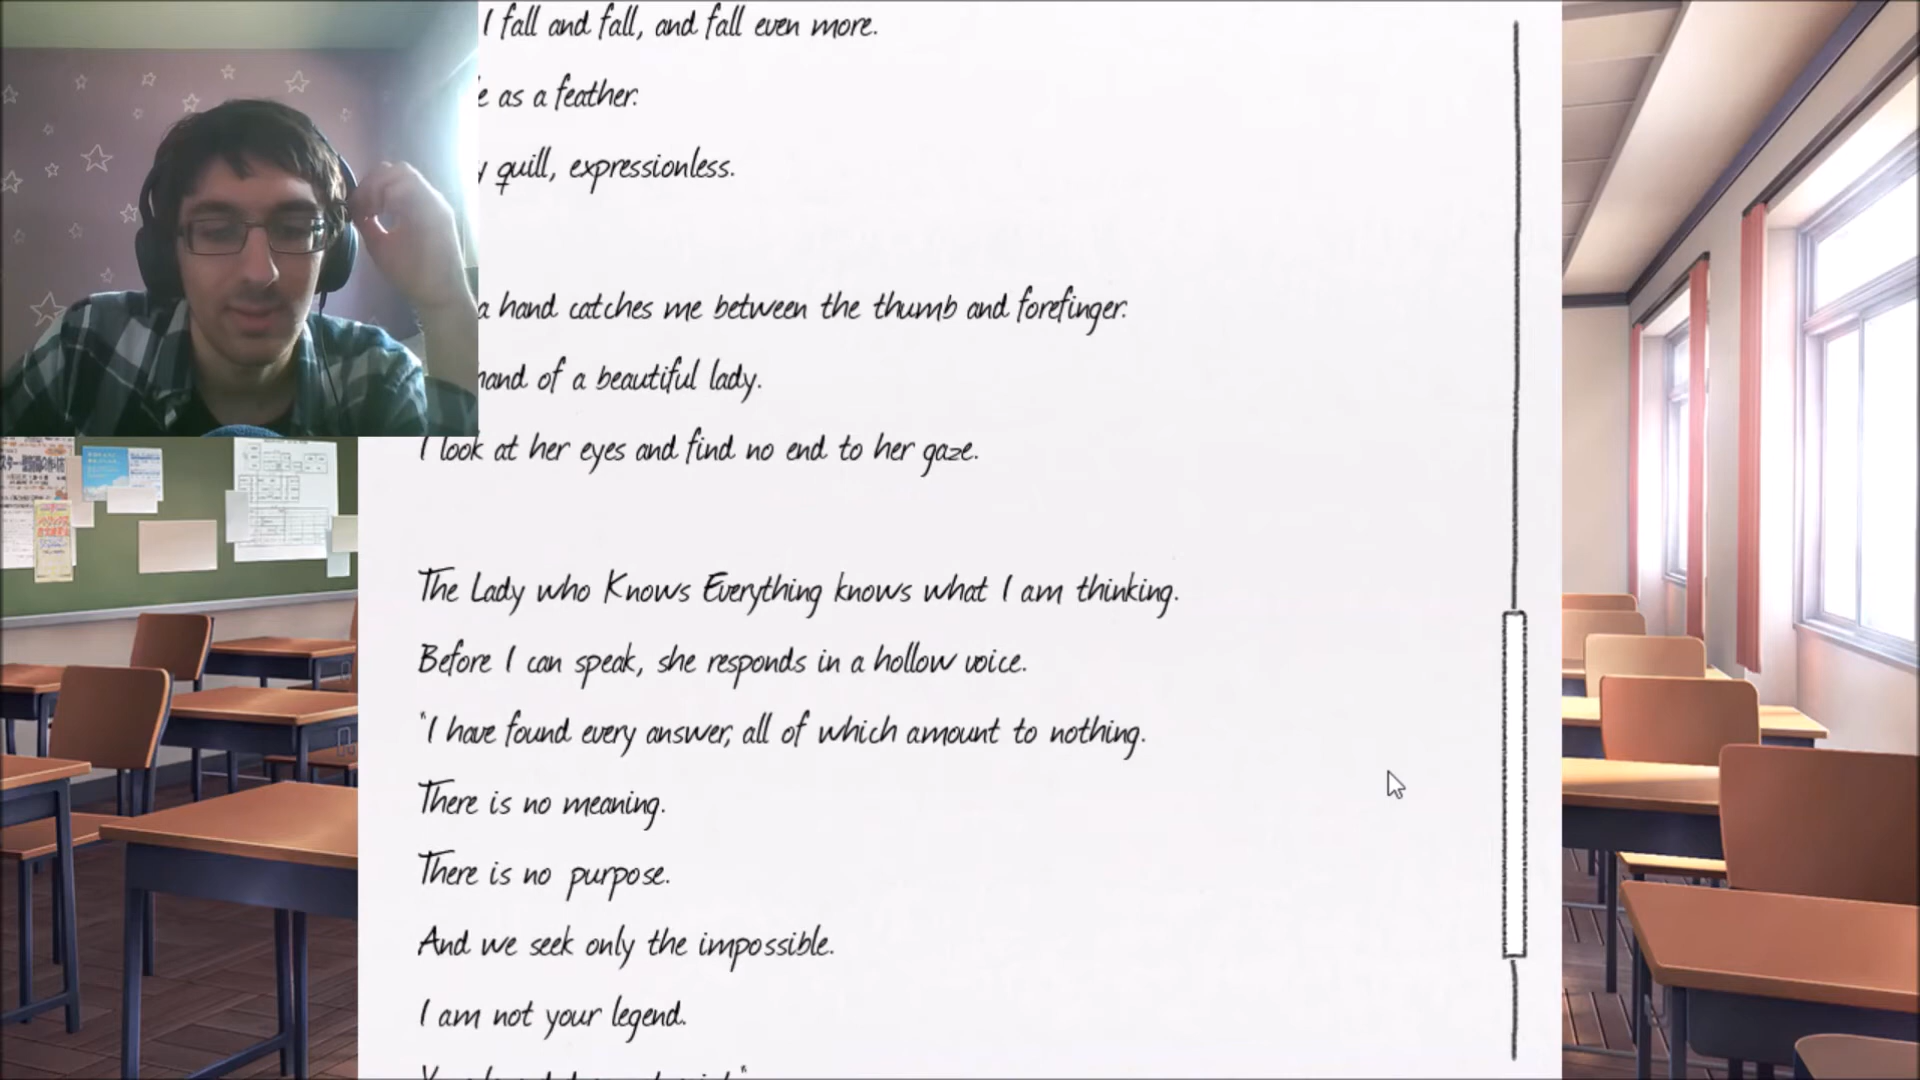 I fall and fall, and fall even more.
as a feather.
quill, expressionless.
a hand catches me between the thumb and forefinger.
hand of a beautiful lady.
I look at her eyes and find no end to her gaze.
The Lady who Knows Everything knows what I am thinking.
Before I can speak, she responds in a hollow voice.
"I have found every answer, all of which amount to nothing.
There is no meaning.
There is no purpose.
And we seek only the impossible.
I am not your legend.